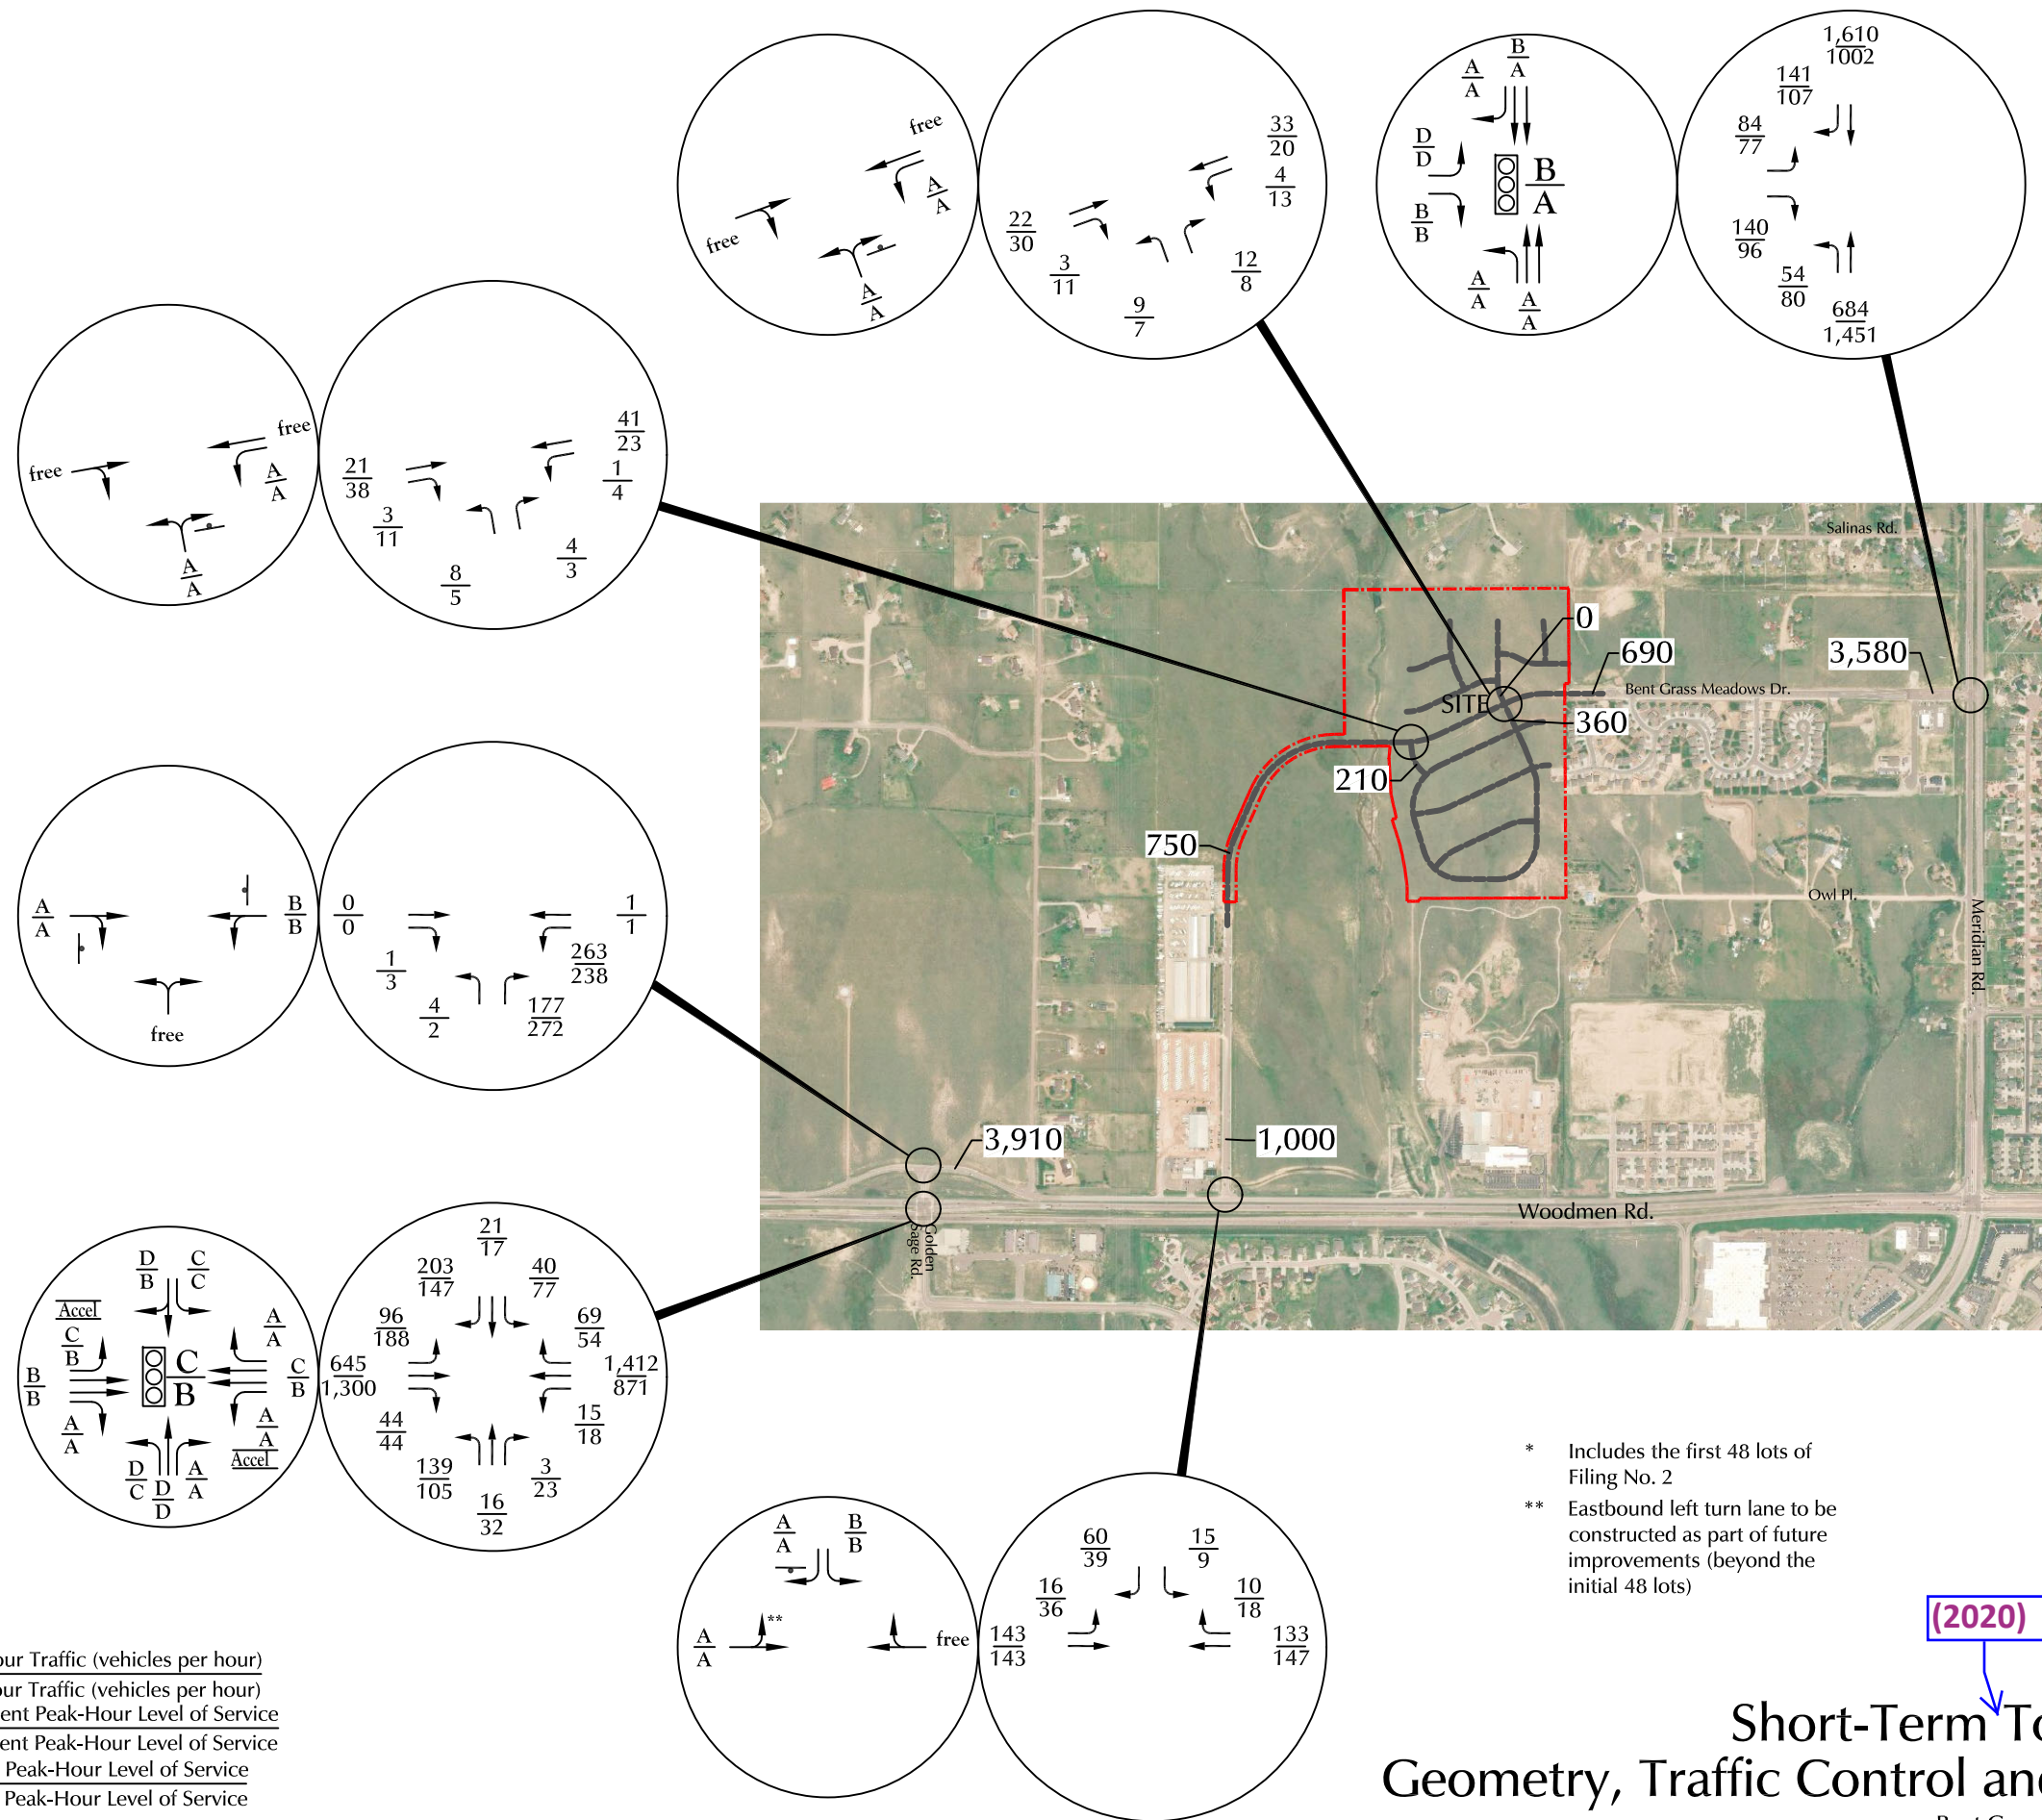 free
A
A
free
A
A
33
20
4
13
22
30
3
11
12
8
9
7
B
A
A
A
D
D
B
A
B
B
A
A
A
A
1,610
1002
141
107
84
77
140
96
54
80
684
1,451
free
free
A
A
A
A
41
23
1
4
21
38
3
11
4
3
8
5
A
A
B
B
free
0
0
1
1
263
238
1
3
4
2
177
272
D
B
C
C
Accel
C
B
A
A
B
B
C
B
C
B
A
A
A
A
Accel
D
C
D
D
A
A
21
17
203
147
40
77
96
188
69
54
645
1,300
1,412
871
44
44
15
18
139
105
3
23
16
32
A
A
B
B
**
A
A
free
60
39
15
9
16
36
10
18
143
143
133
147
Salinas Rd.
0
690
3,580
Bent Grass Meadows Dr.
SITE
360
210
750
Owl Pl.
Meridian Rd.
3,910
1,000
Woodmen Rd.
Golden
Sage Rd.
* Includes the first 48 lots of
Filing No. 2
** Eastbound left turn lane to be
constructed as part of future
improvements (beyond the
initial 48 lots)
(2020)
our Traffic (vehicles per hour)
our Traffic (vehicles per hour)
ent Peak-Hour Level of Service
ent Peak-Hour Level of Service
Peak-Hour Level of Service
Peak-Hour Level of Service
Short-Term To
Geometry, Traffic Control and